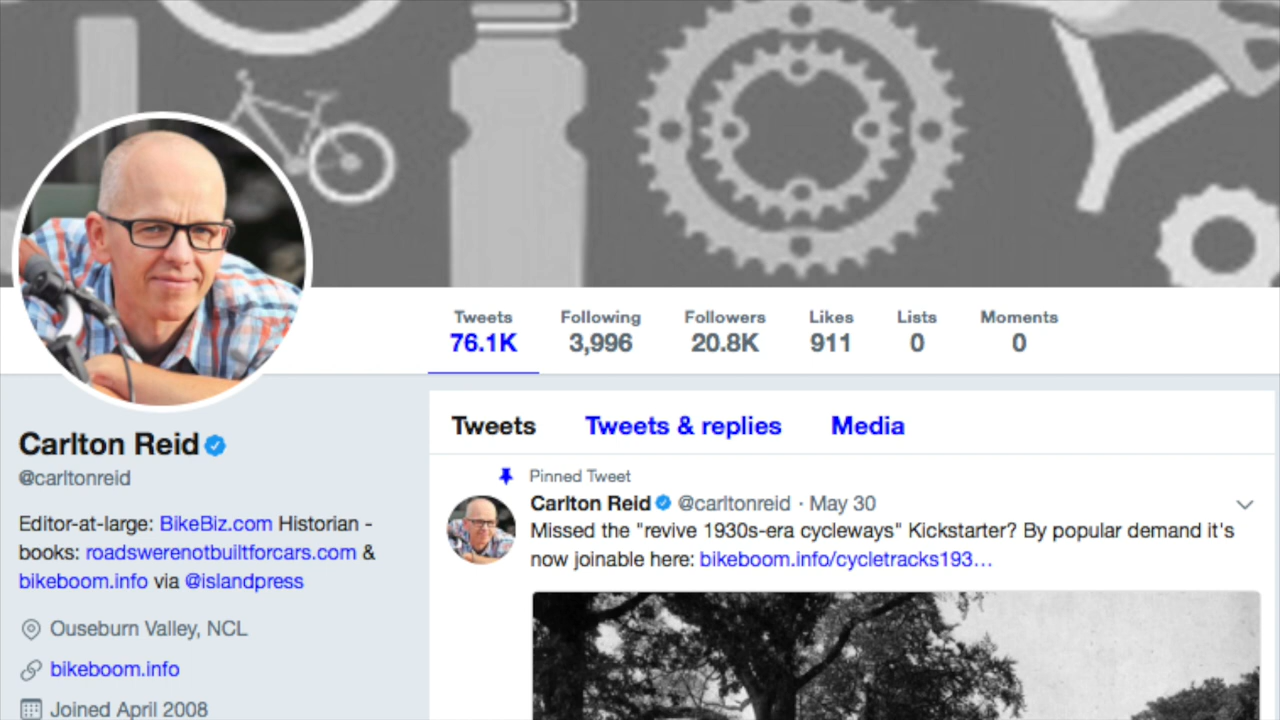 Tweets Following Followers Likes Lists Moments
76.1K 3,996 20.8K 911 0 0
Carlton Reid
@carltonreid
Editor-at-large: BikeBiz.com Historian -
books: roadswerenotbuiltforcars.com &
bikeboom.info via @islandpress
Ouseburn Valley, NCL
bikeboom.info
Joined April 2008
Tweets Tweets & replies Media
Pinned Tweet
Carlton Reid @carltonreid · May 30
Missed the "revive 1930s-era cycleways" Kickstarter? By popular demand it's
now joinable here: bikeboom.info/cycletracks193…